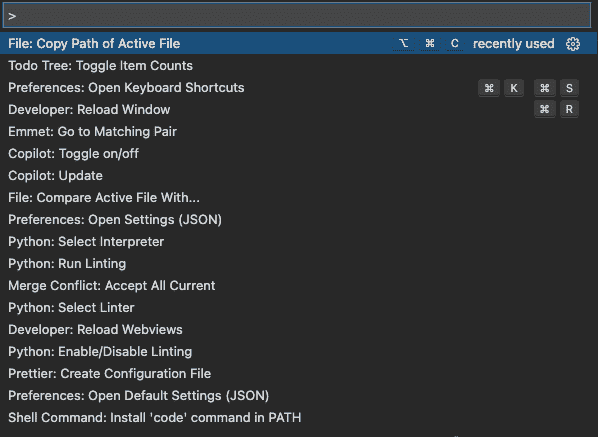 >
File: Copy Path of Active File ⌥ ⌘ C recently used
Todo Tree: Toggle Item Counts
Preferences: Open Keyboard Shortcuts ⌘ K ⌘ S
Developer: Reload Window ⌘ R
Emmet: Go to Matching Pair
Copilot: Toggle on/off
Copilot: Update
File: Compare Active File With...
Preferences: Open Settings (JSON)
Python: Select Interpreter
Python: Run Linting
Merge Conflict: Accept All Current
Python: Select Linter
Developer: Reload Webviews
Python: Enable/Disable Linting
Prettier: Create Configuration File
Preferences: Open Default Settings (JSON)
Shell Command: Install 'code' command in PATH